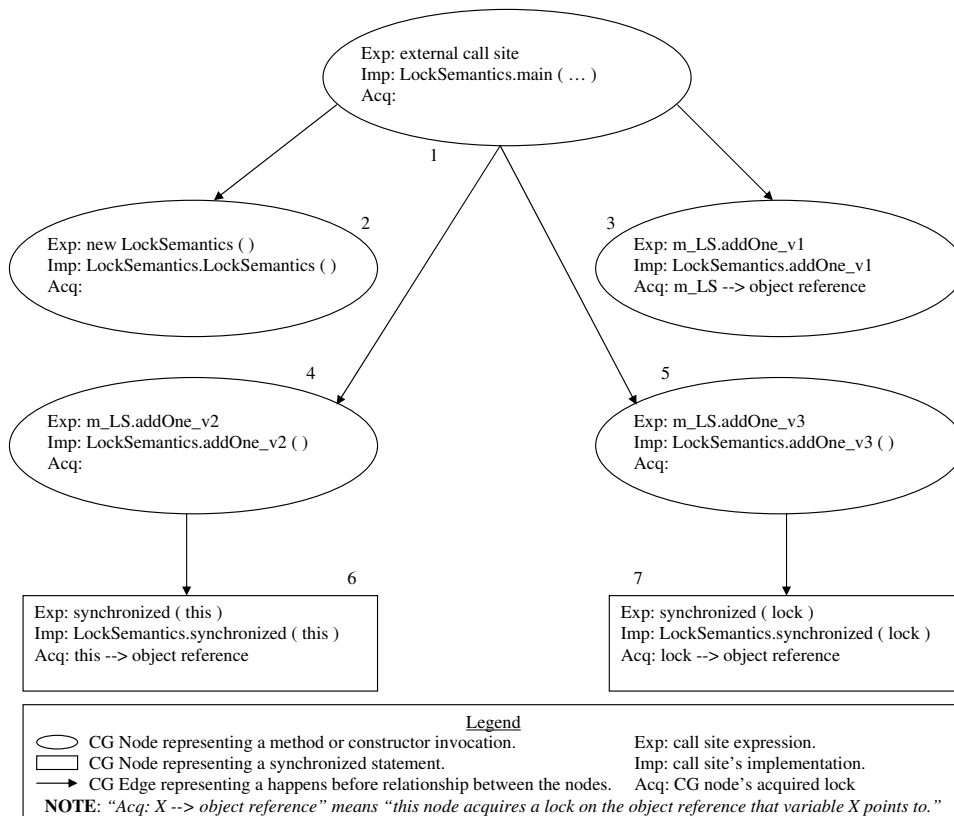 Exp: external call site
Imp: LockSemantics.main ( … )
Acq:
1
2
Exp: new LockSemantics ( )
Imp: LockSemantics.LockSemantics ( )
Acq:
3
Exp: m_LS.addOne_v1
Imp: LockSemantics.addOne_v1
Acq: m_LS --> object reference
4
Exp: m_LS.addOne_v2
Imp: LockSemantics.addOne_v2 ( )
Acq:
5
Exp: m_LS.addOne_v3
Imp: LockSemantics.addOne_v3 ( )
Acq:
6
Exp: synchronized ( this )
Imp: LockSemantics.synchronized ( this )
Acq: this --> object reference
7
Exp: synchronized ( lock )
Imp: LockSemantics.synchronized ( lock )
Acq: lock --> object reference
Legend
CG Node representing a method or constructor invocation.
Exp: call site expression.
CG Node representing a synchronized statement.
Imp: call site's implementation.
CG Edge representing a happens before relationship between the nodes.
Acq: CG node's acquired lock
NOTE: “Acq: X --> object reference” means “this node acquires a lock on the object reference that variable X points to.”